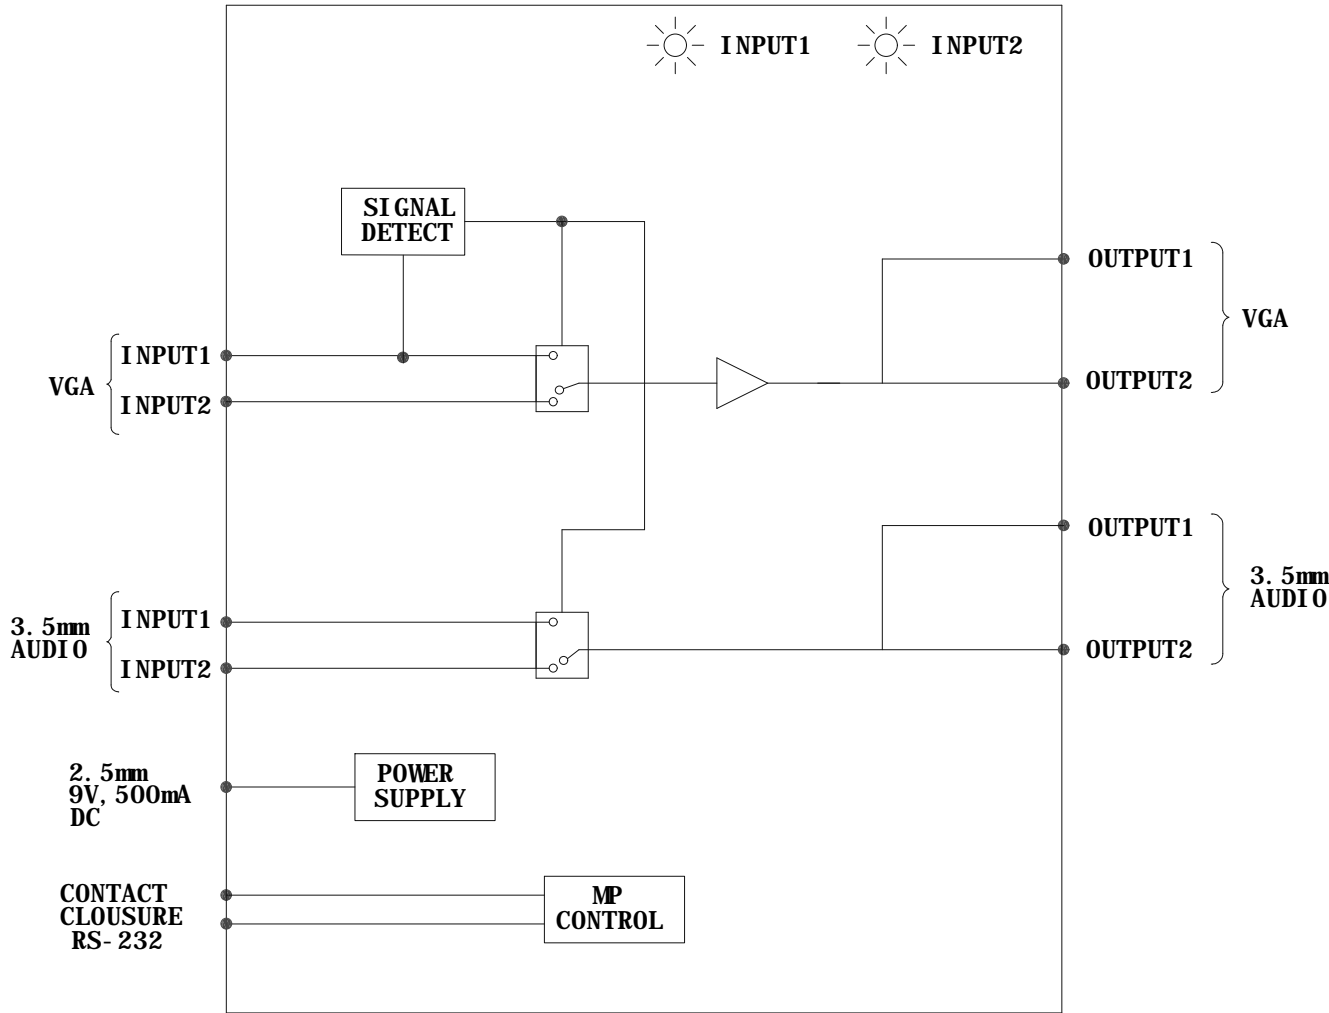 INPUT1
INPUT2
SIGNAL
DETECT
OUTPUT1
VGA
OUTPUT2
INPUT1
VGA
INPUT2
OUTPUT1
3.5mm
AUDIO
OUTPUT2
INPUT1
3.5mm
AUDIO
INPUT2
2.5mm
9V, 500mA
DC
POWER
SUPPLY
CONTACT
CLOUSURE
RS-232
MP
CONTROL